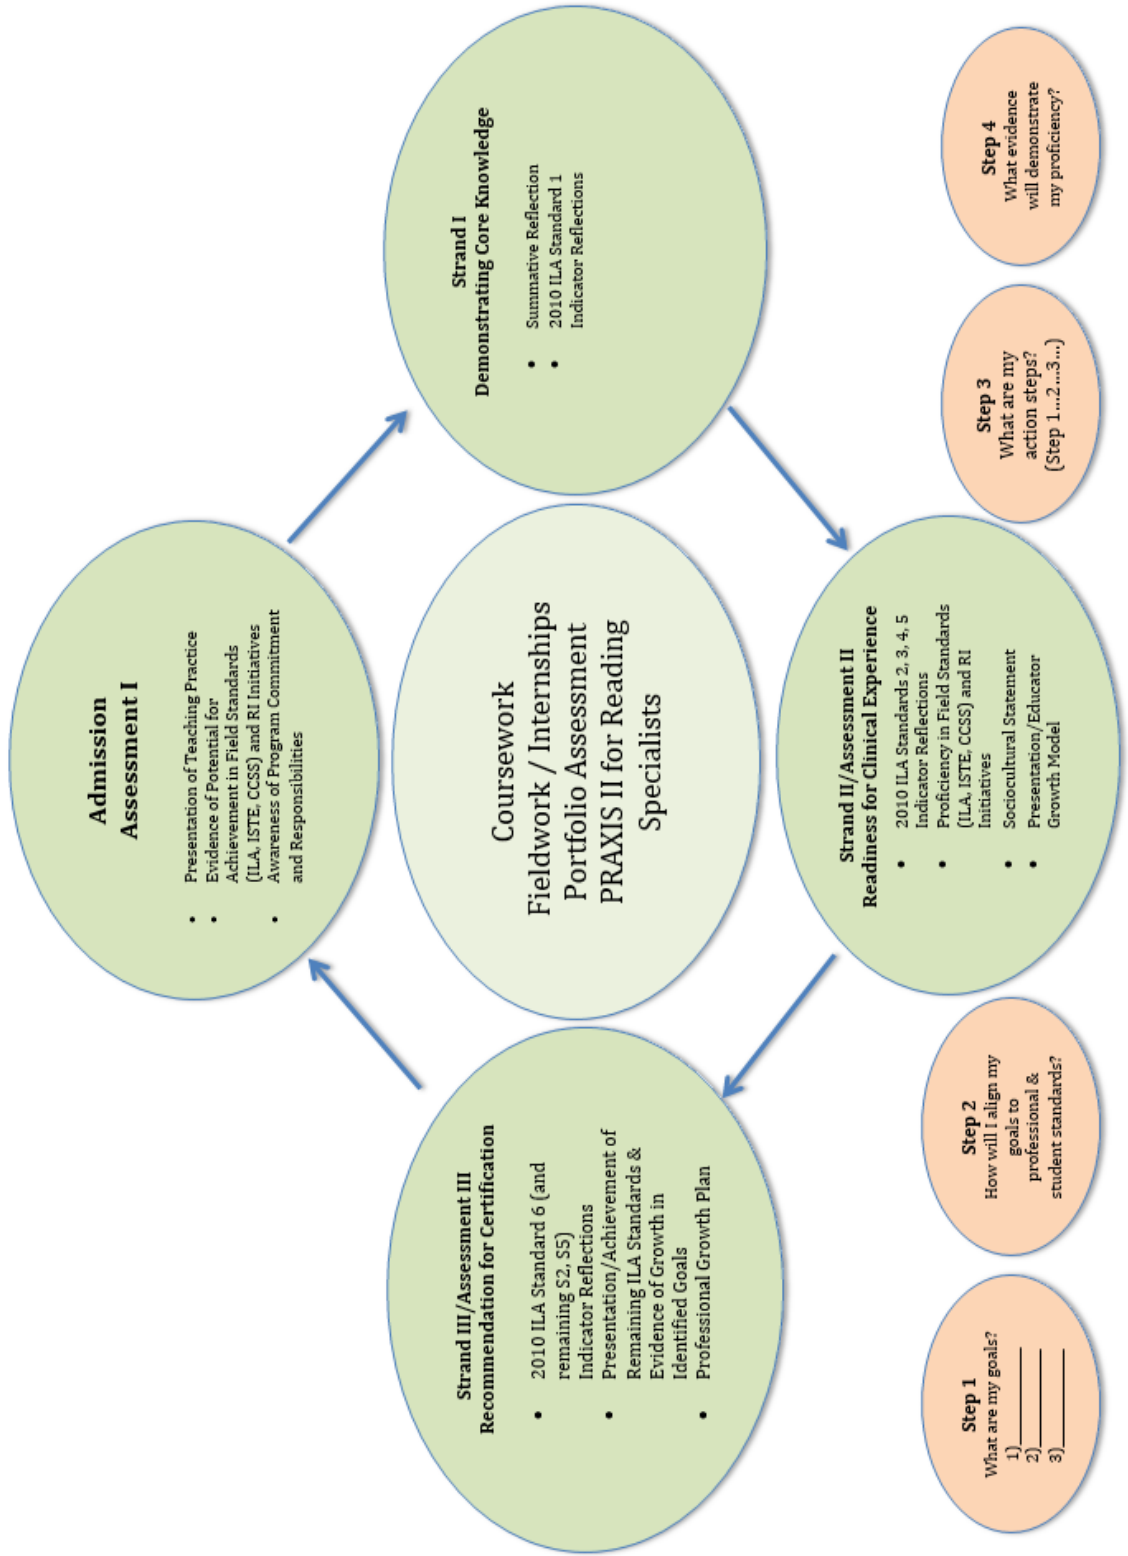 Admission
Assessment I
• Presentation of Teaching Practice
• Evidence of Potential for
Achievement in Field Standards
(ILA, ISTE, CCSS) and RI Initiatives
• Awareness of Program Commitment
and Responsibilities
Strand I
Demonstrating Core Knowledge
• Summative Reflection
• 2010 ILA Standard 1
Indicator Reflections
Coursework
Fieldwork / Internships
Portfolio Assessment
PRAXIS II for Reading
Specialists
Strand II/Assessment II
Readiness for Clinical Experience
• 2010 ILA Standards 2, 3, 4, 5
Indicator Reflections
• Proficiency in Field Standards
(ILA, ISTE, CCSS) and RI
Initiatives
• Sociocultural Statement
• Presentation/Educator
Growth Model
Strand III/Assessment III
Recommendation for Certification
• 2010 ILA Standard 6 (and
remaining S2, S5)
Indicator Reflections
• Presentation/Achievement of
Remaining ILA Standards &
Evidence of Growth in
Identified Goals
• Professional Growth Plan
Step 1
What are my goals?
1)__________
2)__________
3)__________
Step 2
How will I align my
goals to
professional &
student standards?
Step 3
What are my
action steps?
(Step 1...2...3...)
Step 4
What evidence
will demonstrate
my proficiency?